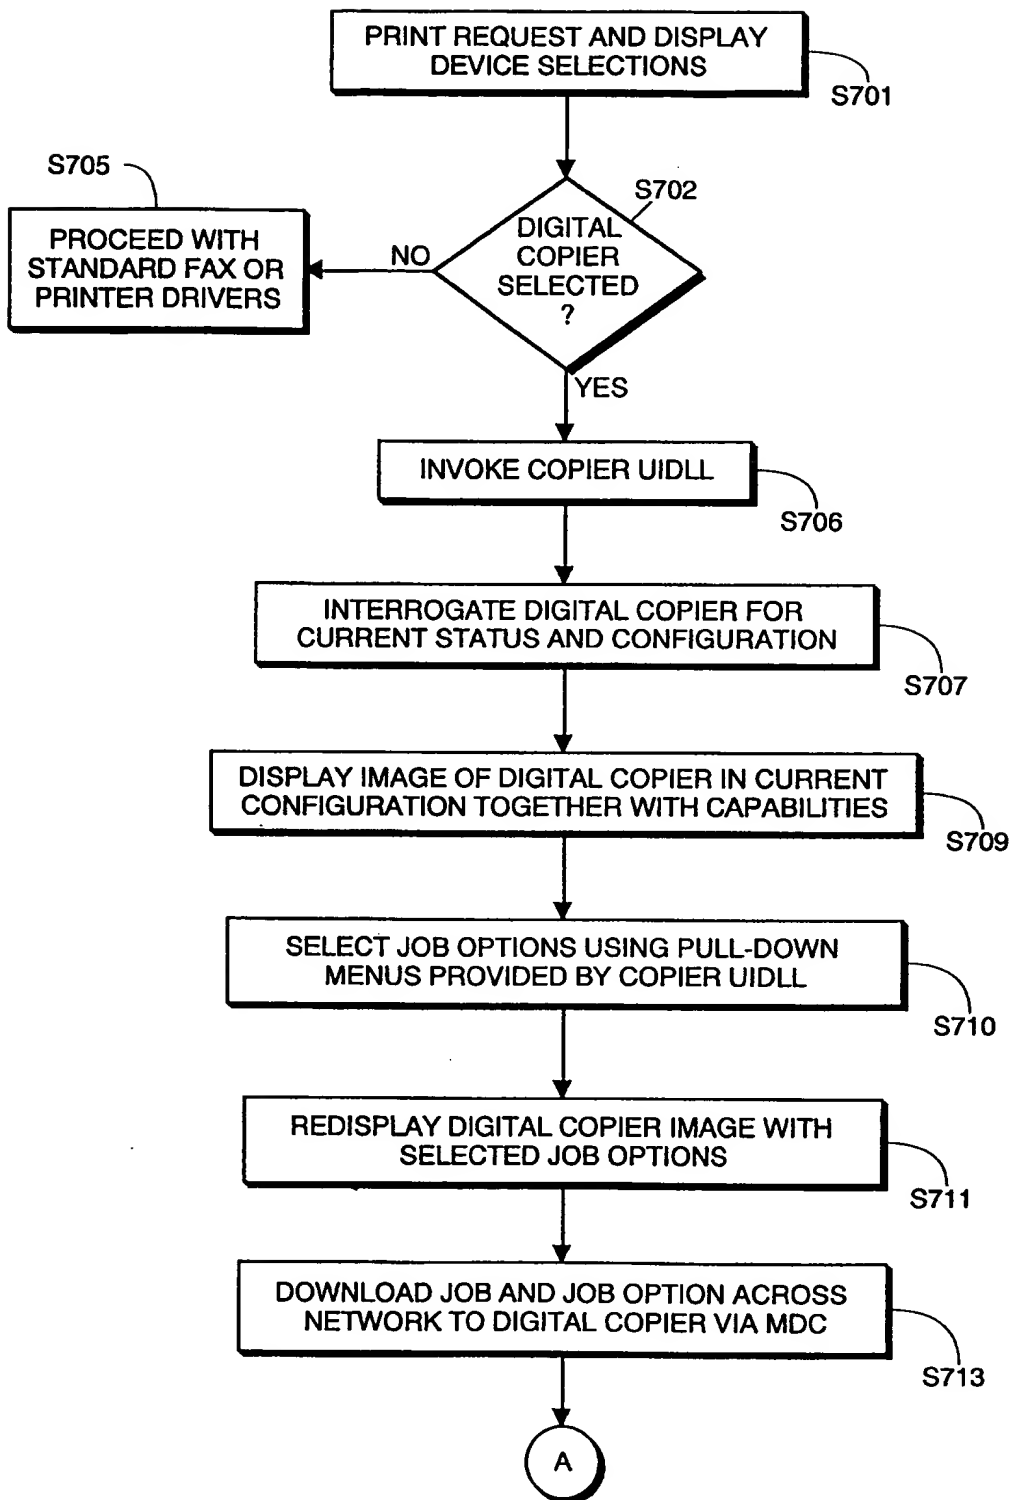 PRINT REQUEST AND DISPLAY
DEVICE SELECTIONS
S701
S705
S702
PROCEED WITH
STANDARD FAX OR
PRINTER DRIVERS
NO
DIGITAL
COPIER
SELECTED
?
YES
INVOKE COPIER UIDLL
S706
INTERROGATE DIGITAL COPIER FOR
CURRENT STATUS AND CONFIGURATION
S707
DISPLAY IMAGE OF DIGITAL COPIER IN CURRENT
CONFIGURATION TOGETHER WITH CAPABILITIES
S709
SELECT JOB OPTIONS USING PULL-DOWN
MENUS PROVIDED BY COPIER UIDLL
S710
REDISPLAY DIGITAL COPIER IMAGE WITH
SELECTED JOB OPTIONS
S711
DOWNLOAD JOB AND JOB OPTION ACROSS
NETWORK TO DIGITAL COPIER VIA MDC
S713
A